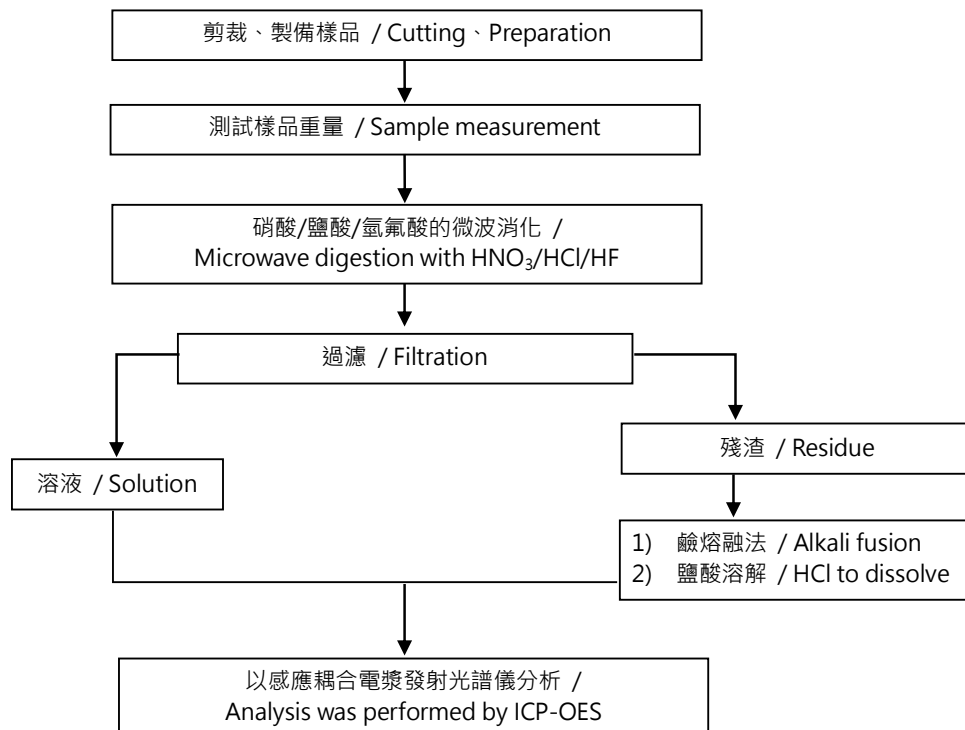 剪裁、製備樣品 / Cutting、Preparation
測試樣品重量 / Sample measurement
硝酸/鹽酸/氫氟酸的微波消化 /
Microwave digestion with HNO₃/HCl/HF
過濾 / Filtration
溶液 / Solution
殘渣 / Residue
1) 鹼熔融法 / Alkali fusion
2) 鹽酸溶解 / HCl to dissolve
以感應耦合電漿發射光譜儀分析 /
Analysis was performed by ICP-OES